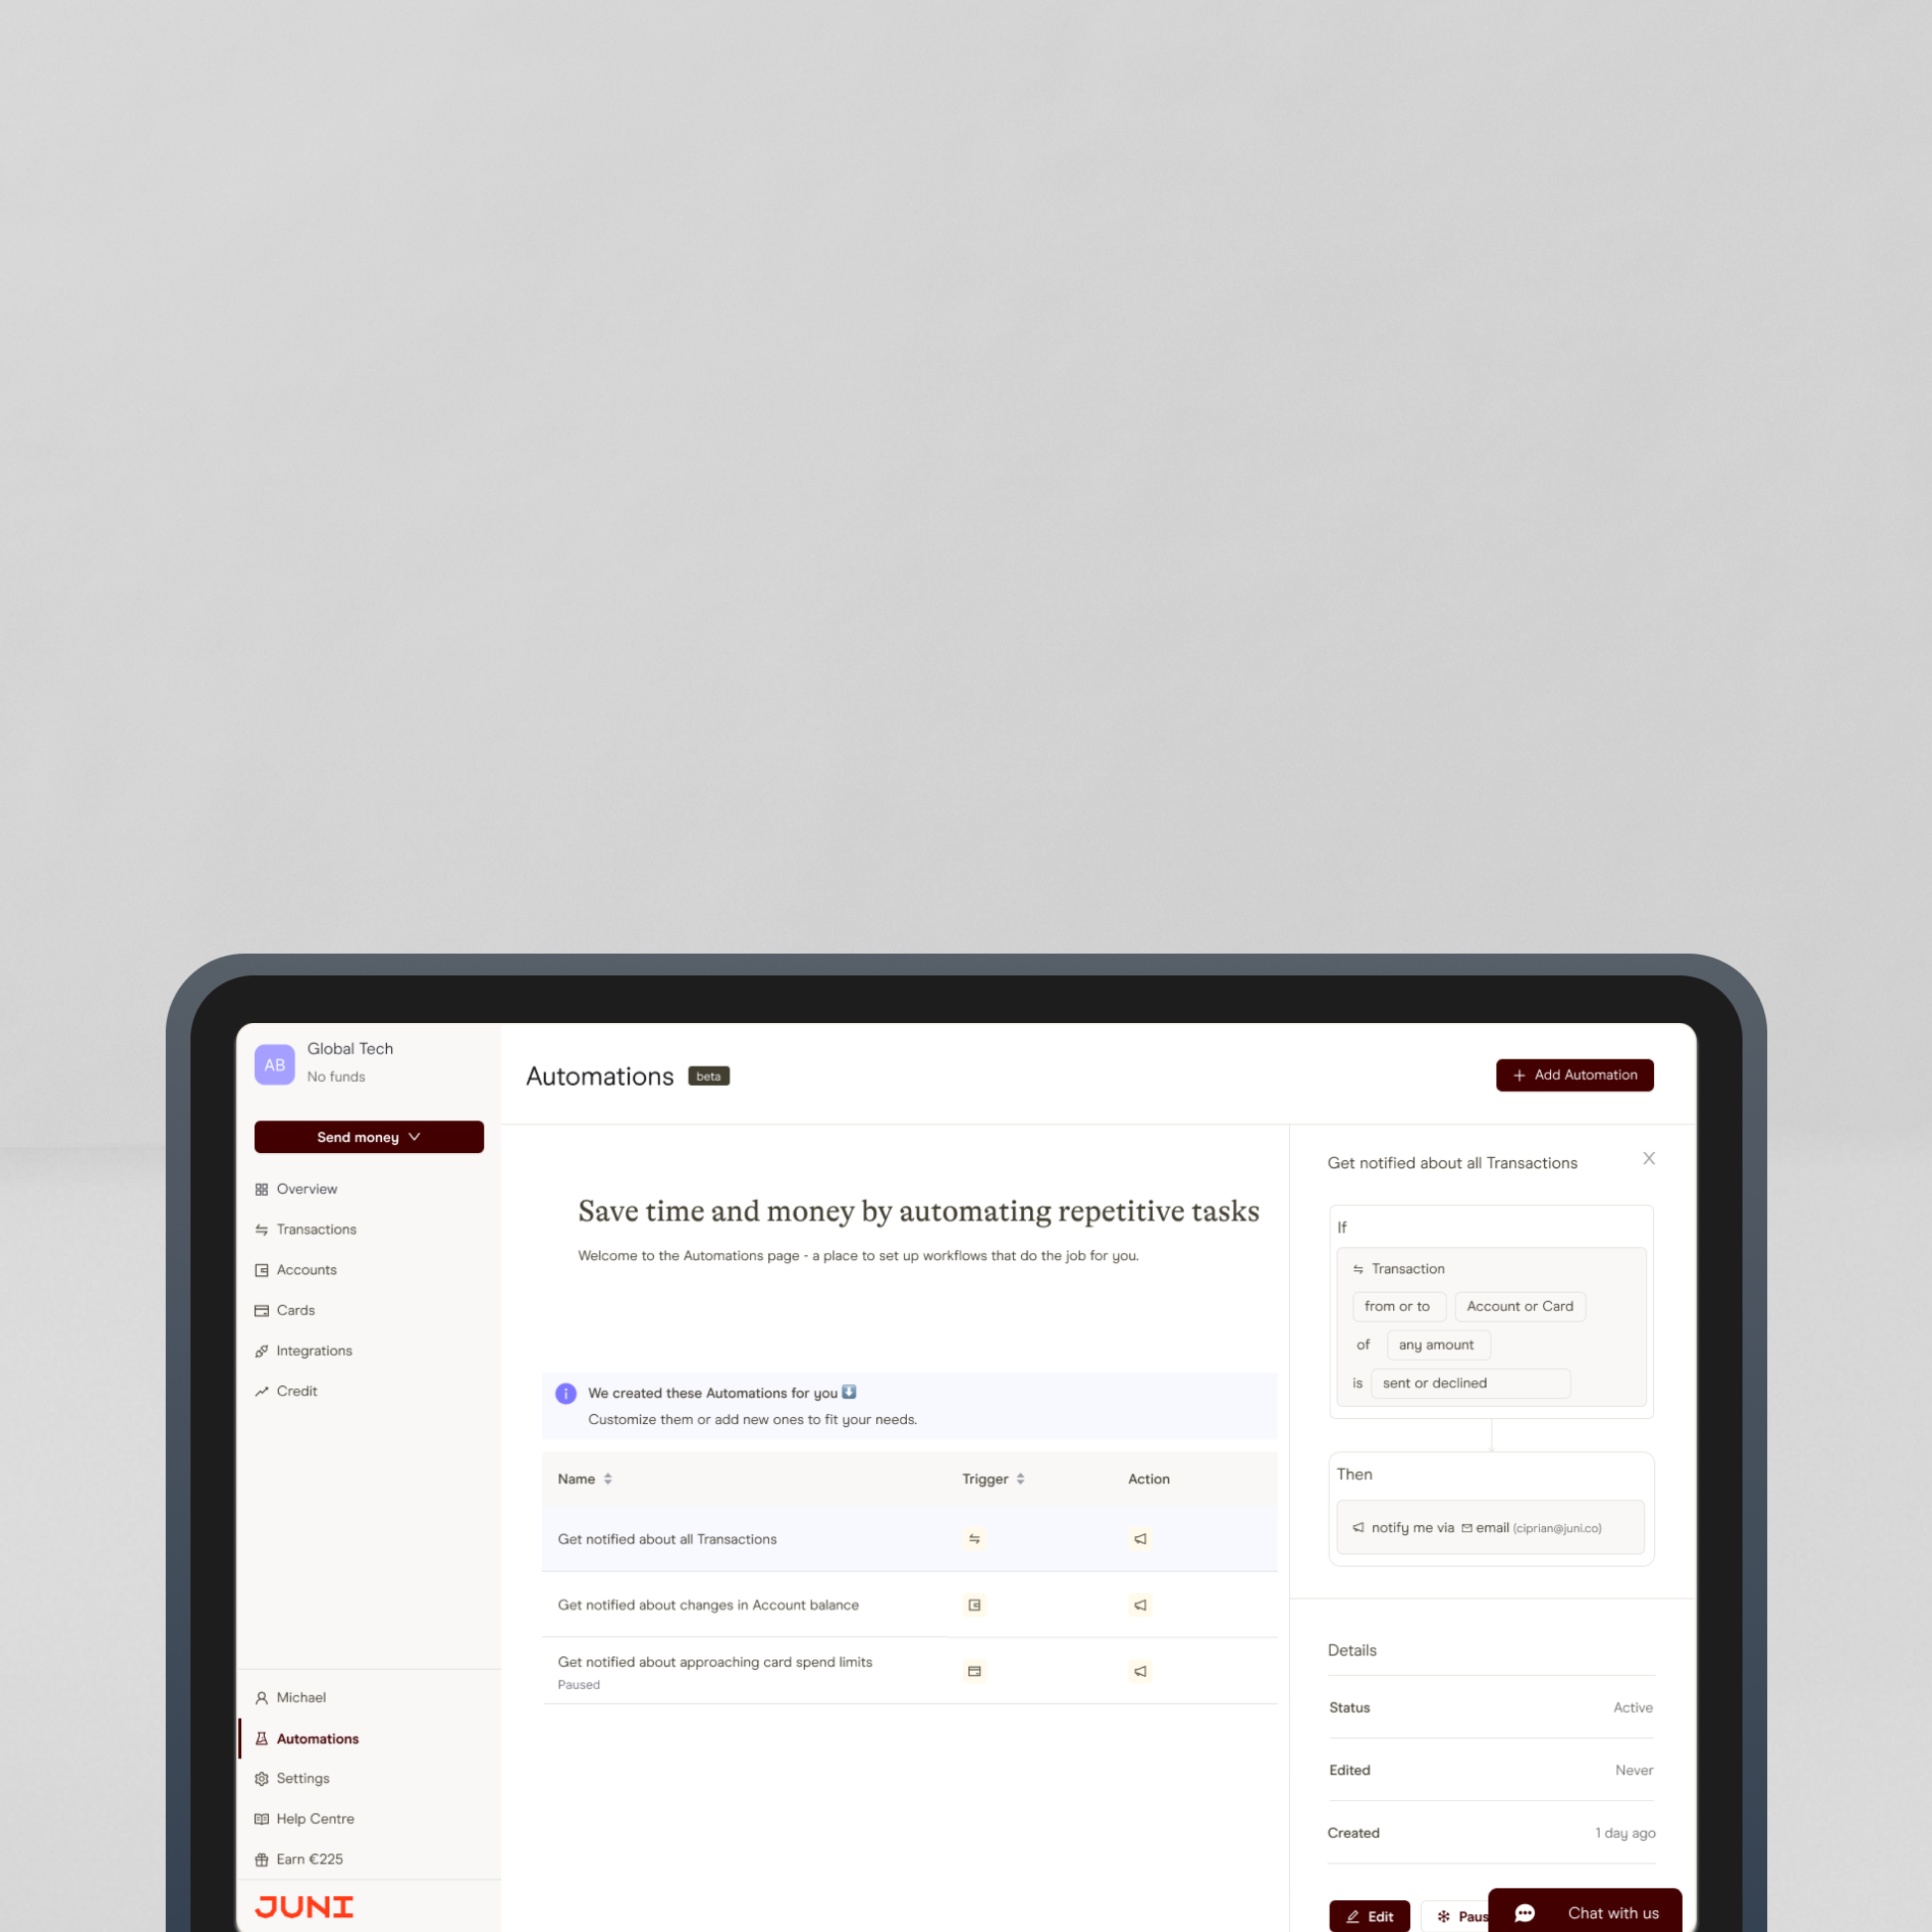 AB
Global Tech
No funds
Send money
Overview
Transactions
Accounts
Cards
Integrations
Credit
Michael
Automations
Settings
Help Centre
Earn €225
JUNI
Automations beta
Add Automation
Save time and money by automating repetitive tasks
Welcome to the Automations page - a place to set up workflows that do the job for you.
We created these Automations for you
Customize them or add new ones to fit your needs.
Name Trigger Action
Get notified about all Transactions
Get notified about changes in Account balance
Get notified about approaching card spend limits
Paused
Get notified about all Transactions
If
Transaction
from or to Account or Card
of any amount
is sent or declined
Then
notify me via email (ciprian@juni.co)
Details
Status Active
Edited Never
Created 1 day ago
Edit Paus
Chat with us